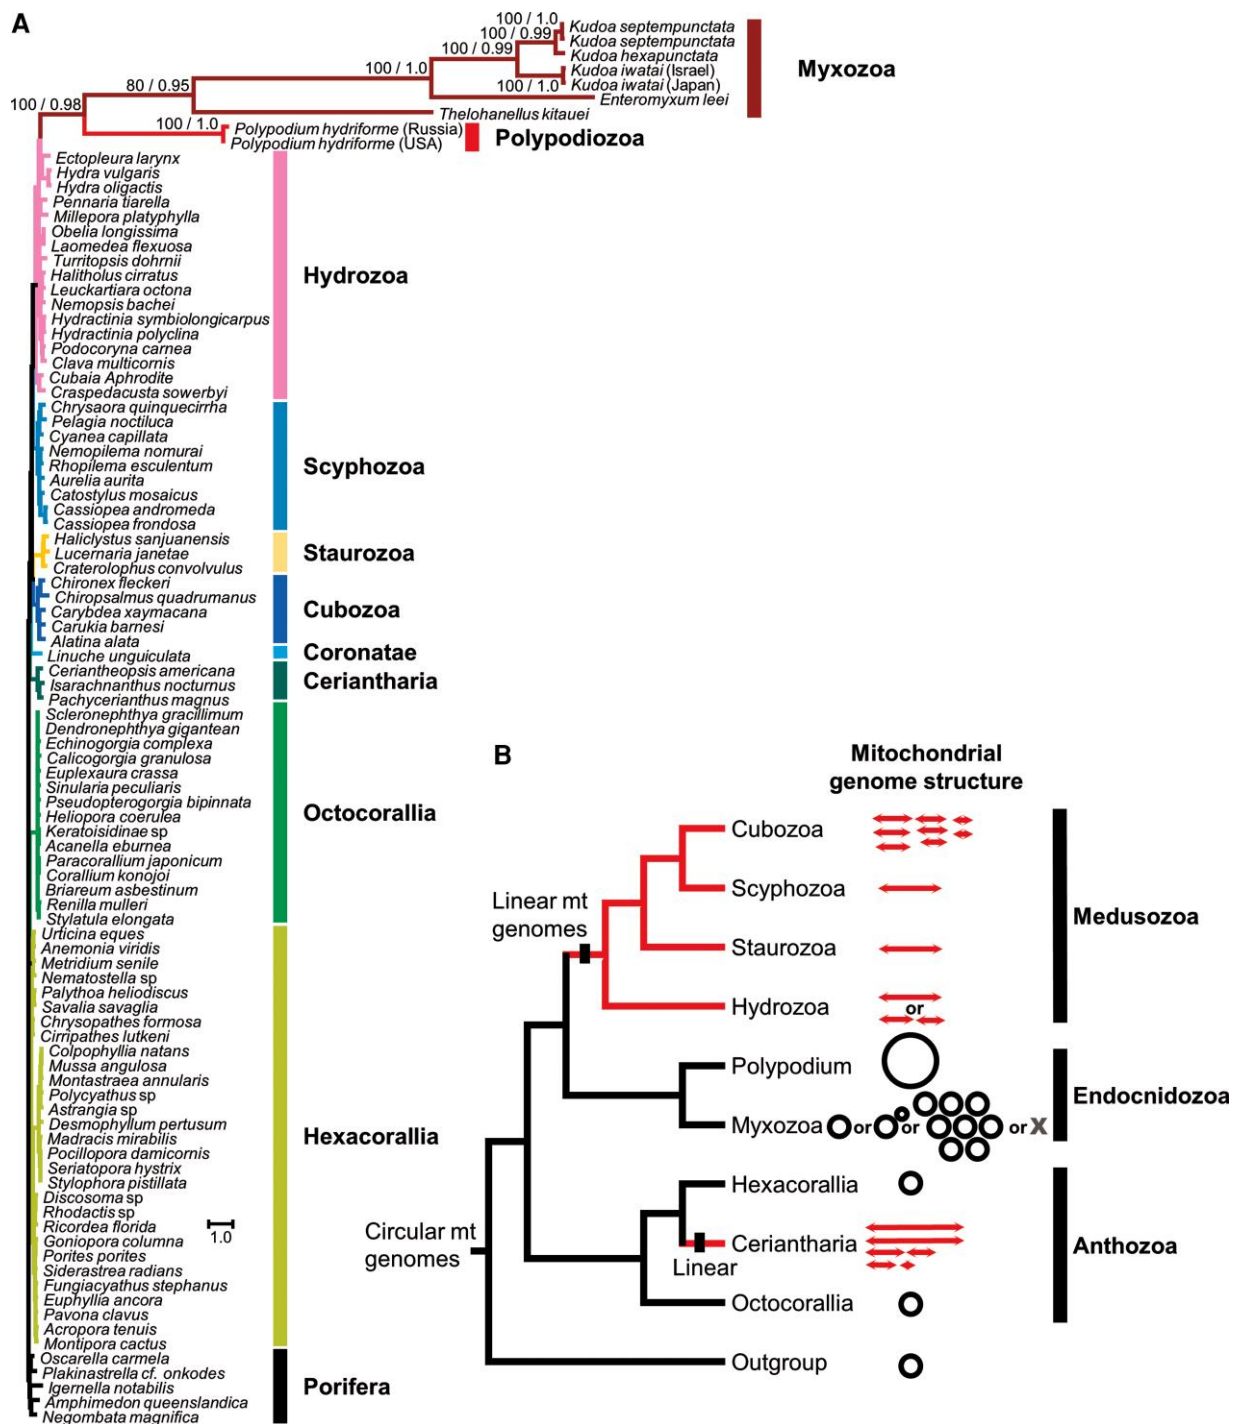 A
100 / 1.0
100 / 0.99
100 / 0.99
100 / 1.0
100 / 1.0
80 / 0.95
100 / 0.98
100 / 1.0
Kudoa septempunctata
Kudoa septempunctata
Kudoa hexapunctata
Kudoa iwatai (Israel)
Kudoa iwatai (Japan)
Enteromyxum leei
Thelohanellus kitauei
Myxozoa
Polypodium hydriforme (Russia)
Polypodium hydriforme (USA)
Polypodiozoa
Ectopleura larynx
Hydra vulgaris
Hydra oligactis
Pennaria tiarella
Millepora platyphylla
Obelia longissima
Laomedea flexuosa
Turritopsis dohrnii
Halitholus cirratus
Leuckartiara octona
Nemopsis bachei
Hydractinia symbiolongicarpus
Hydractinia polyclina
Podocoryna carnea
Clava multicornis
Cubaia Aphrodite
Craspedacusta sowerbyi
Hydrozoa
Chrysaora quinquecirrha
Pelagia noctiluca
Cyanea capillata
Nemopilema nomurai
Rhopilema esculentum
Aurelia aurita
Catostylus mosaicus
Cassiopea andromeda
Cassiopea frondosa
Scyphozoa
Haliclystus sanjuanensis
Lucernaria janetae
Craterolophus convolvulus
Staurozoa
Chironex fleckeri
Chiropsalmus quadrumanus
Carybdea xaymacana
Carukia barnesi
Alatina alata
Cubozoa
Linuche unguiculata
Coronatae
Ceriantheopsis americana
Isarachnanthus nocturnus
Pachycerianthus magnus
Ceriantharia
Scleronephthya gracillimum
Dendronephthya gigantean
Echinogorgia complexa
Calicogorgia granulosa
Euplexaura crassa
Sinularia peculiaris
Pseudopterogorgia bipinnata
Heliopora coerulea
Keratoisidinae sp
Acanella eburnea
Paracorallium japonicum
Corallium konojoi
Briareum asbestinum
Renilla mulleri
Stylatula elongata
Octocorallia
Urticina eques
Anemonia viridis
Metridium senile
Nematostella sp
Palythoa heliodiscus
Savalia savaglia
Chrysopathes formosa
Cirripathes lutkeni
Colpophyllia natans
Mussa angulosa
Montastraea annularis
Polycyathus sp
Astrangia sp
Desmophyllum pertusum
Madracis mirabilis
Pocillopora damicornis
Seriatopora hystrix
Stylophora pistillata
Discosoma sp
Rhodactis sp
Ricordea florida
Goniopora columna
Porites porites
Siderastrea radians
Fungiacyathus stephanus
Euphyllia ancora
Pavona clavus
Acropora tenuis
Montipora cactus
Hexacorallia
1.0
Oscarella carmela
Plakinastrella cf. onkodes
Igernella notabilis
Amphimedon queenslandica
Negombata magnifica
Porifera
B
Mitochondrial
genome structure
Linear mt
genomes
Circular mt
genomes
Cubozoa
Scyphozoa
Staurozoa
Hydrozoa
or
Medusozoa
Polypodium
Myxozoa
or or or X
Endocnidozoa
Hexacorallia
Ceriantharia
Linear
Octocorallia
Anthozoa
Outgroup